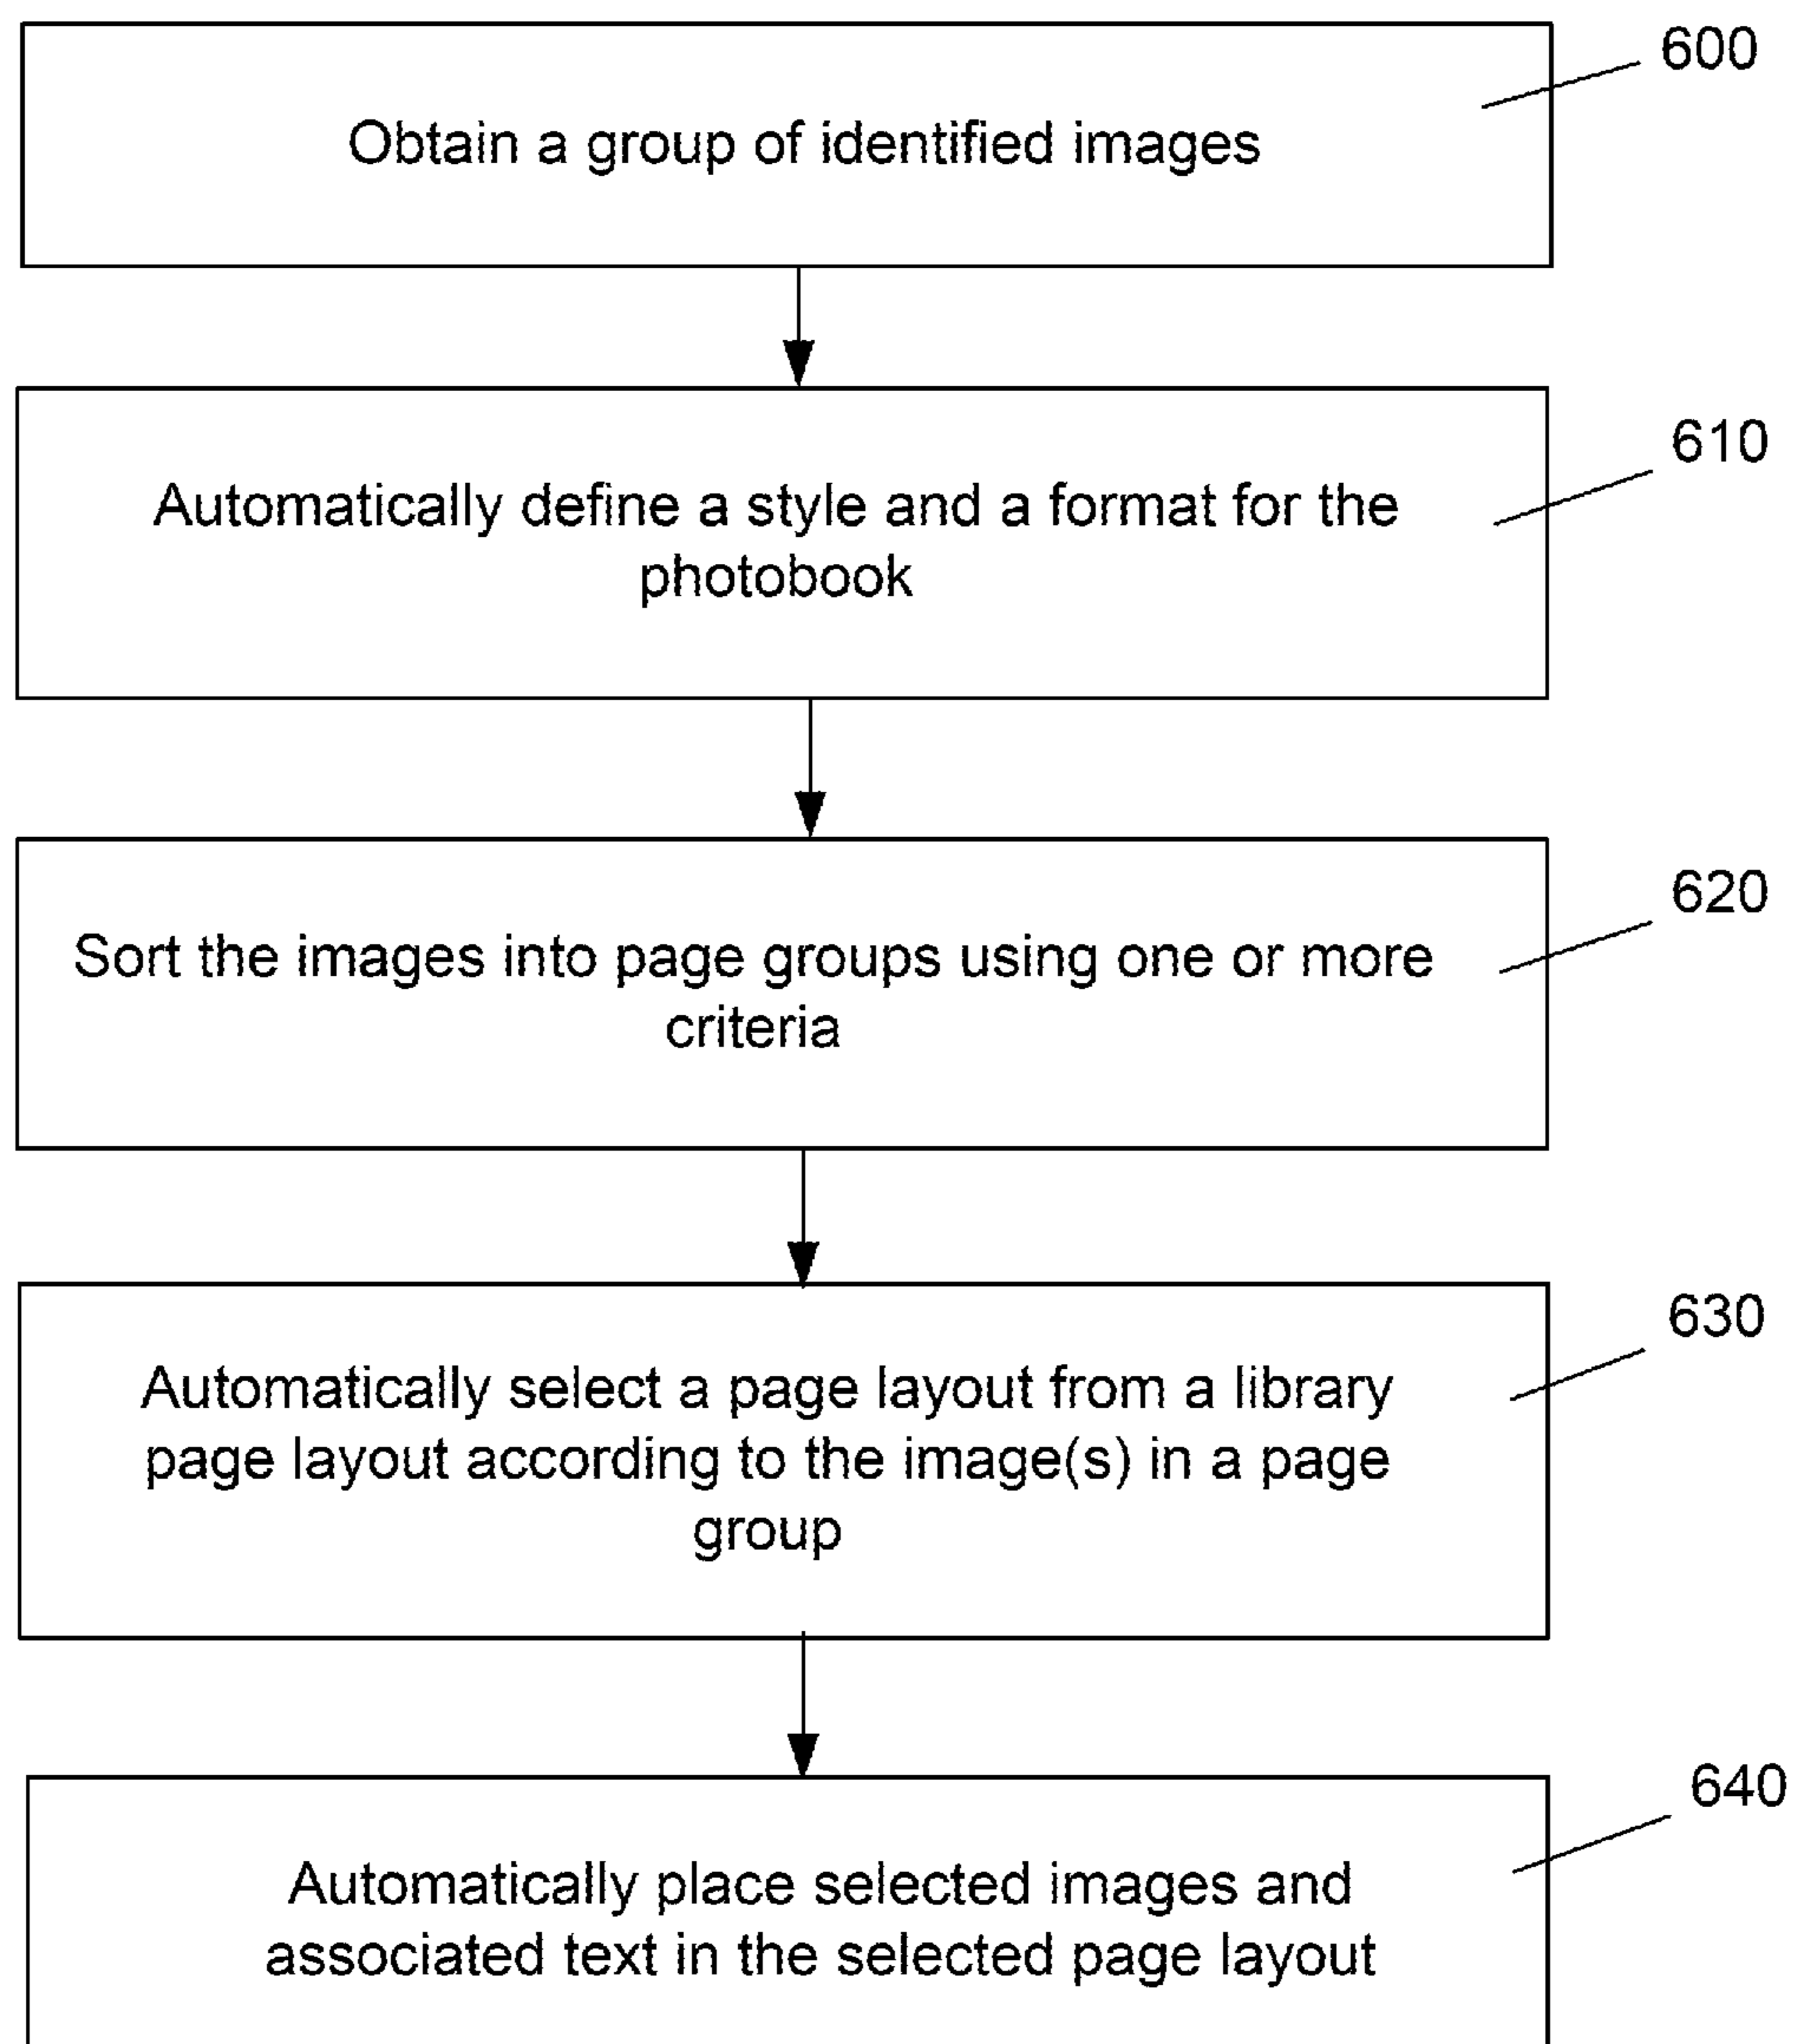 600
Obtain a group of identified images
610
Automatically define a style and a format for the
photobook
620
Sort the images into page groups using one or more
criteria
630
Automatically select a page layout from a library
page layout according to the image(s) in a page
group
640
Automatically place selected images and
associated text in the selected page layout